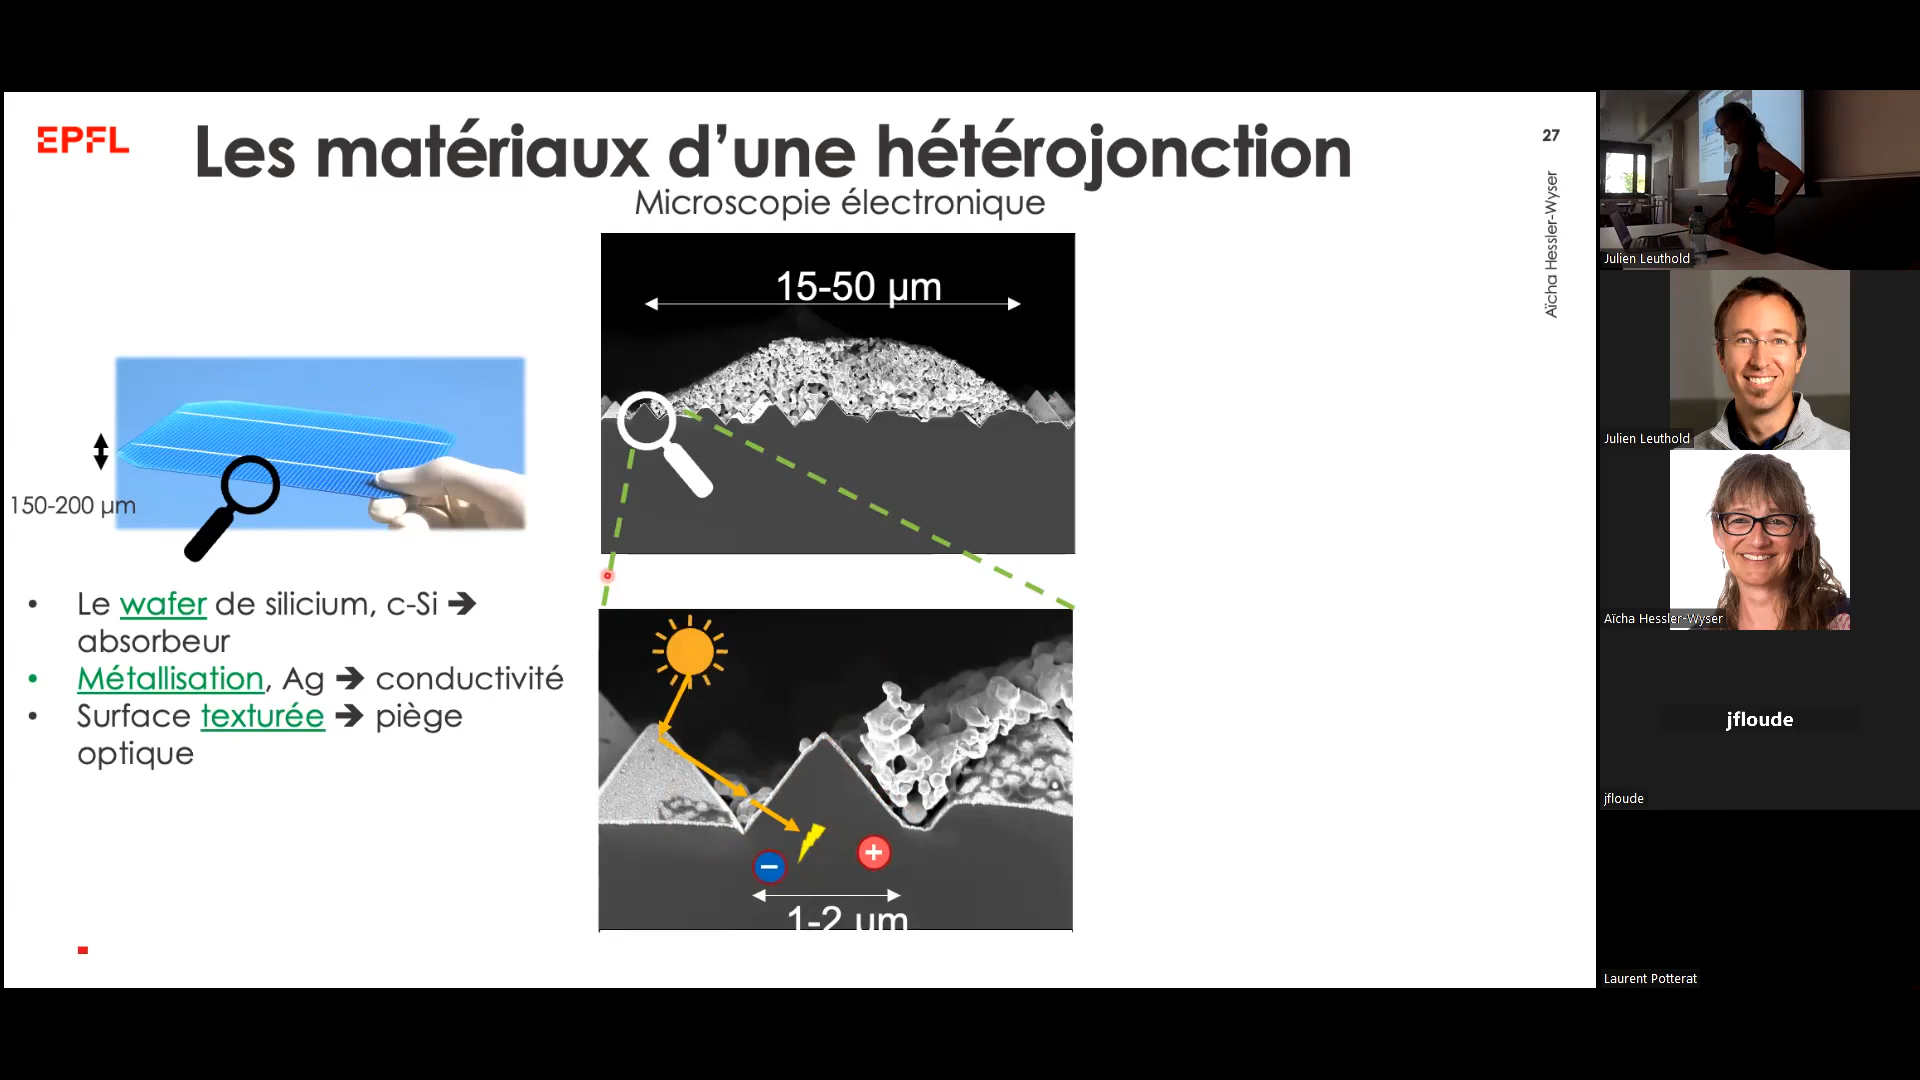 EPFL
Les matériaux d’une hétérojonction
27
Aïcha Hessler-Wyser
Microscopie électronique
15-50 µm
150-200 µm
• Le wafer de silicium, c-Si ➔
absorbeur
• Métallisation, Ag ➔ conductivité
• Surface texturée ➔ piège
optique
1-2 µm
Julien Leuthold
Julien Leuthold
Aïcha Hessler-Wyser
jfloude
jfloude
Laurent Potterat